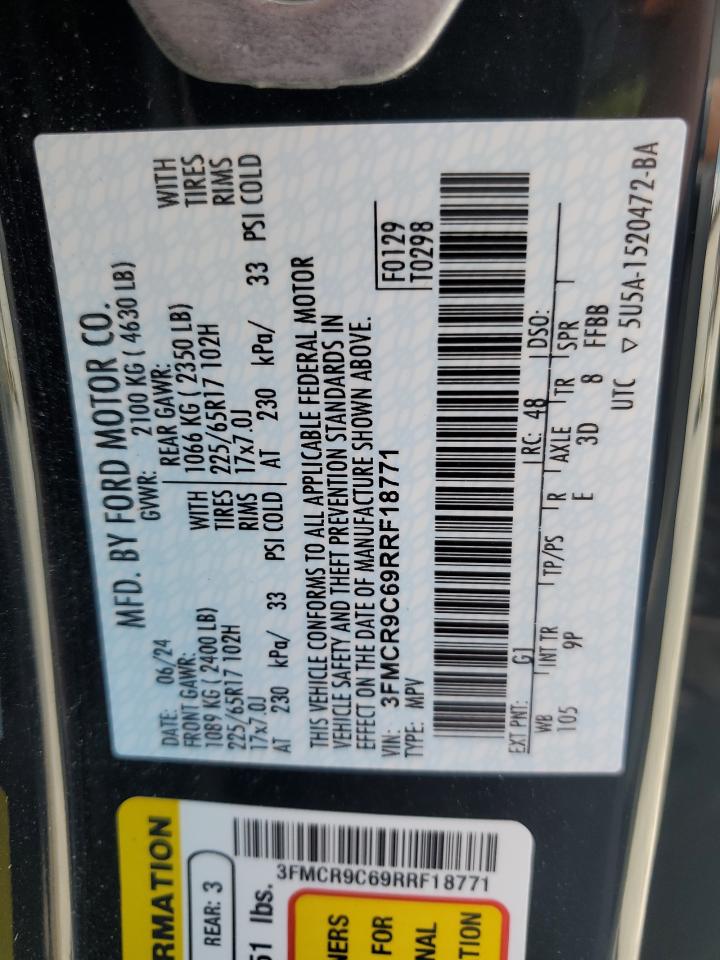 MFD. BY FORD MOTOR CO.
DATE: 06/24 GVWR: 2100 KG ( 4630 LB)
FRONT GAWR: REAR GAWR:
1089 KG ( 2400 LB) WITH 1066 KG ( 2350 LB) WITH
225/65R17 102H TIRES 225/65R17 102H TIRES
17x7.0J RIMS 17x7.0J RIMS
AT 230 kPa/ 33 PSI COLD AT 230 kPa/ 33 PSI COLD
THIS VEHICLE CONFORMS TO ALL APPLICABLE FEDERAL MOTOR
VEHICLE SAFETY AND THEFT PREVENTION STANDARDS IN
EFFECT ON THE DATE OF MANUFACTURE SHOWN ABOVE.
VIN: 3FMCR9C69RRF18771 F0129
TYPE: MPV T0298
EXT PNT: G1 RC: 48 DSO:
WB INT TR TP/PS R AXLE TR SPR
105 9P E 3D 8 FFBB
UTC ▽ 5U5A-1520472-BA
RMATION
REAR: 3
51 lbs.
3FMCR9C69RRF18771
NERS
FOR
NAL
TION